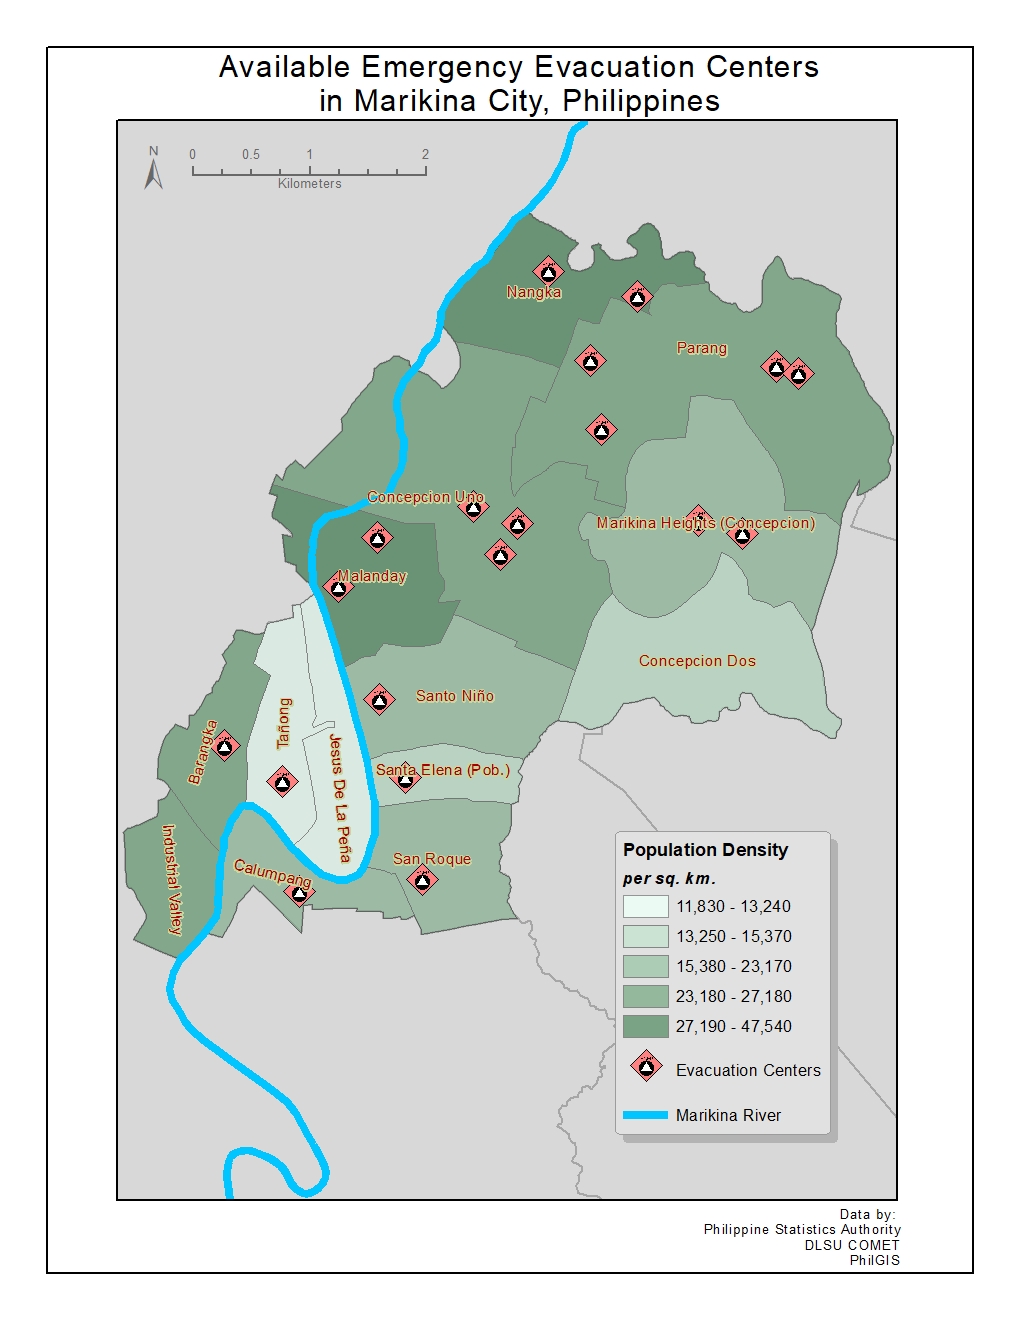 Available Emergency Evacuation Centers
in Marikina City, Philippines
N
0 0.5 1 2
Kilometers
Nangka
Parang
Concepcion Uno
Marikina Heights (Concepcion)
Malanday
Concepcion Dos
Santo Niño
Tañong
Barangka
Jesus De La Peña
Santa Elena (Pob.)
Industrial Valley
Calumpang
San Roque
Population Density
per sq. km.
11,830 - 13,240
13,250 - 15,370
15,380 - 23,170
23,180 - 27,180
27,190 - 47,540
Evacuation Centers
Marikina River
Data by:
Philippine Statistics Authority
DLSU COMET
PhilGIS